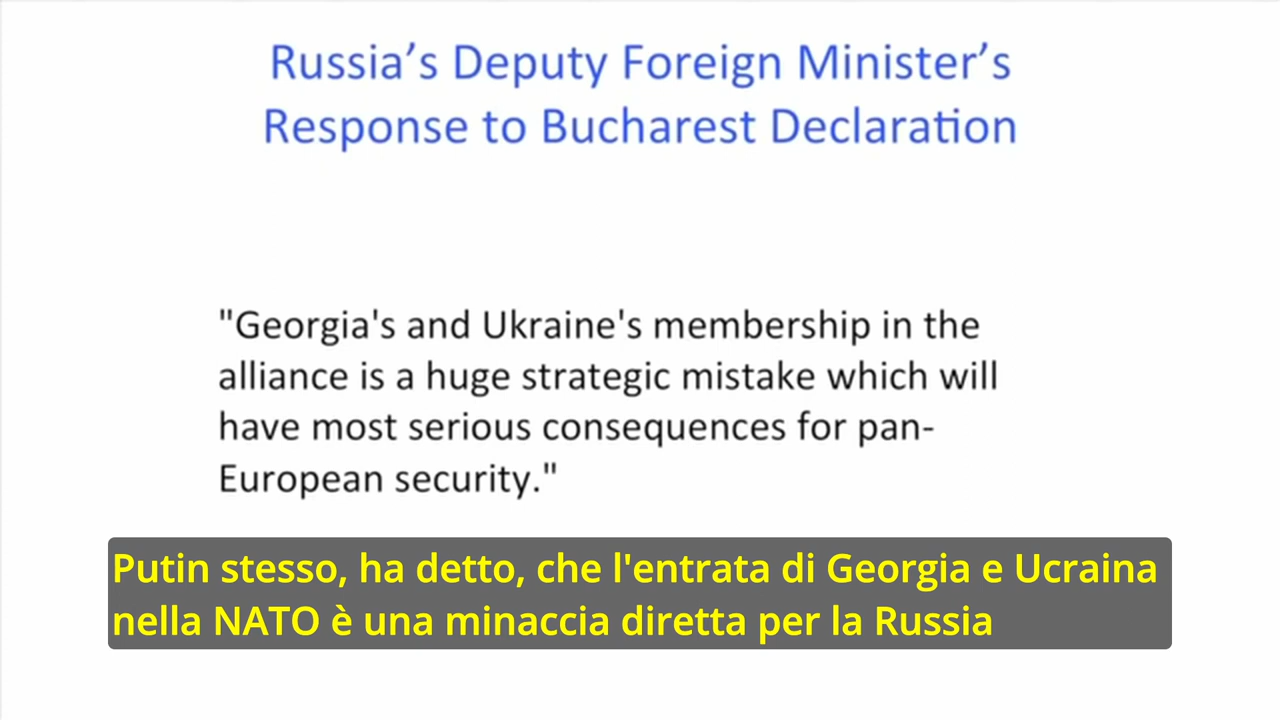 Russia’s Deputy Foreign Minister’s
Response to Bucharest Declaration
"Georgia's and Ukraine's membership in the
alliance is a huge strategic mistake which will
have most serious consequences for pan-
European security."
Putin stesso, ha detto, che l'entrata di Georgia e Ucraina
nella NATO è una minaccia diretta per la Russia